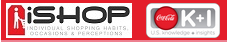 iSHOP
INDIVIDUAL SHOPPING HABITS,
OCCASIONS & PERCEPTIONS
Coca-Cola
K+I
U.S. knowledge + insights